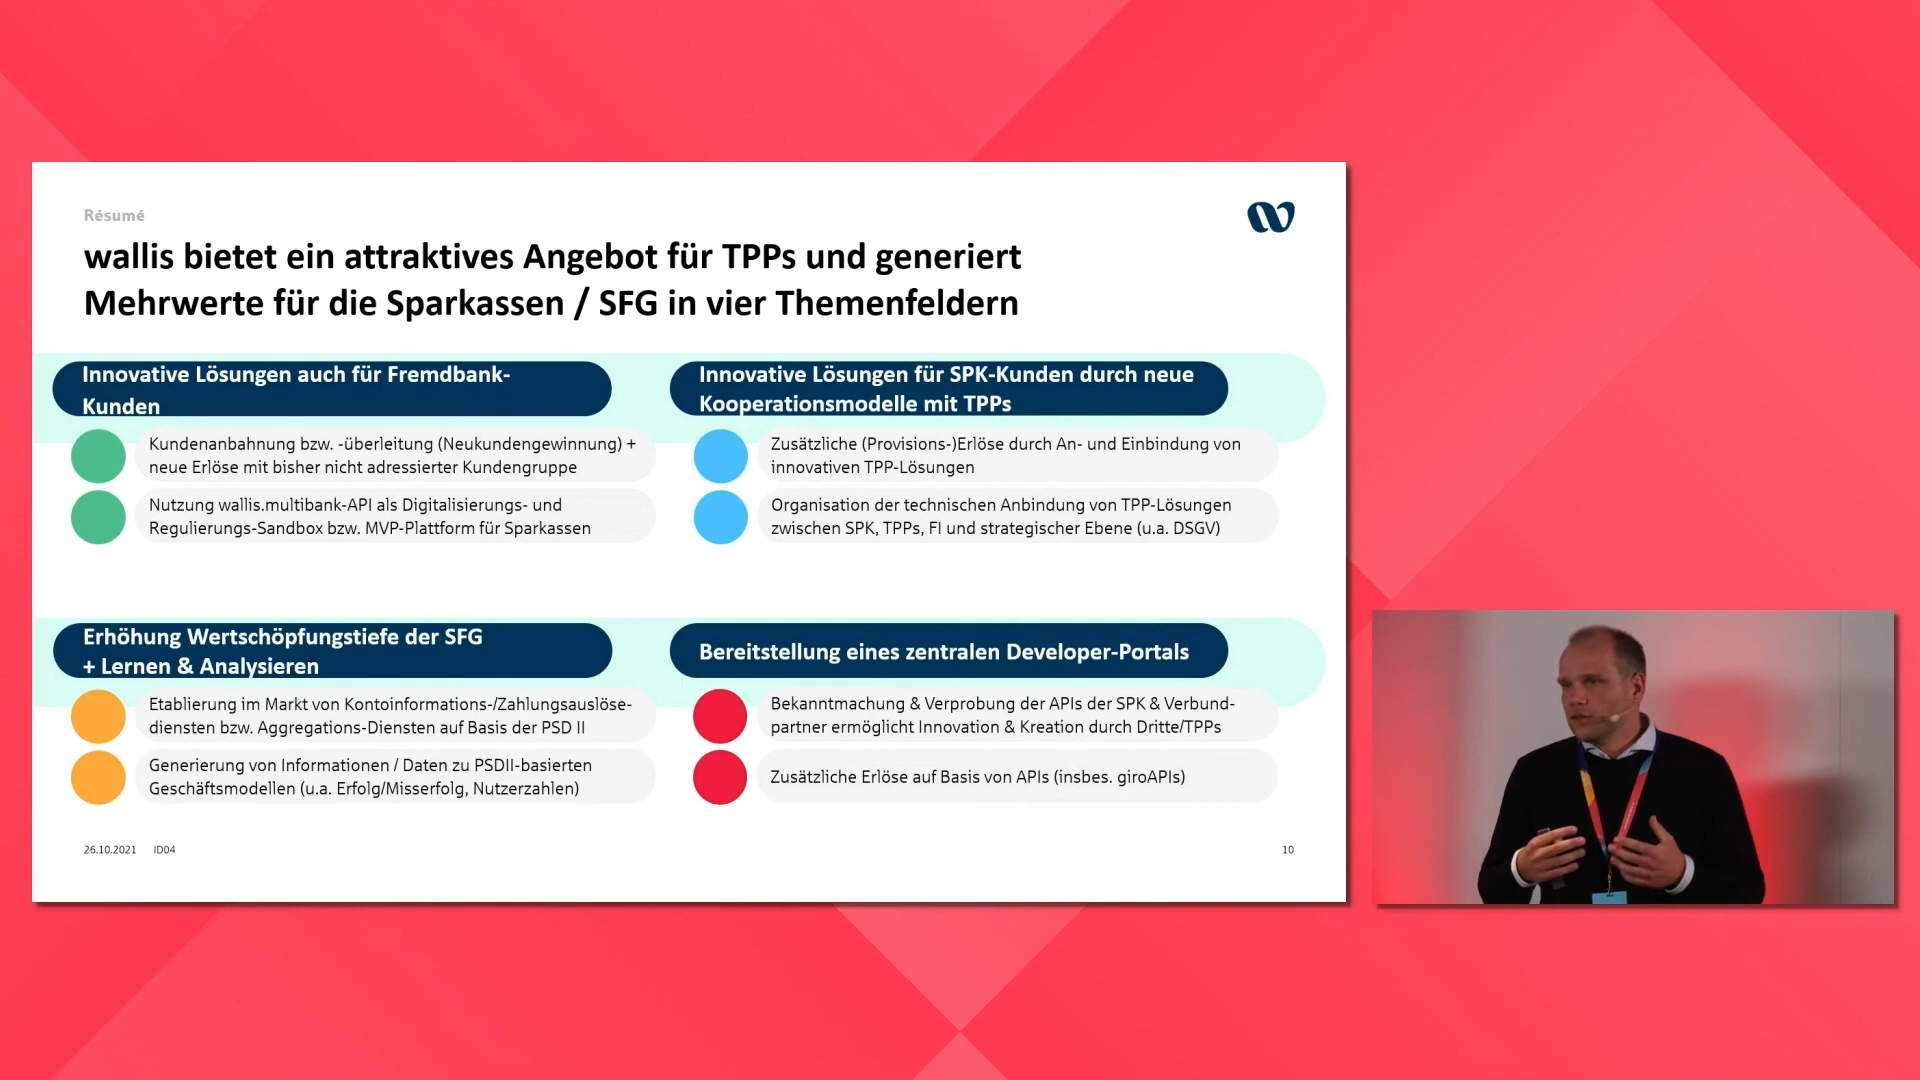 Résumé
wallis bietet ein attraktives Angebot für TPPs und generiert
Mehrwerte für die Sparkassen / SFG in vier Themenfeldern
Innovative Lösungen auch für Fremdbank-
Kunden
Kundenanbahnung bzw. -überleitung (Neukundengewinnung) +
neue Erlöse mit bisher nicht adressierter Kundengruppe
Nutzung wallis.multibank-API als Digitalisierungs- und
Regulierungs-Sandbox bzw. MVP-Plattform für Sparkassen
Innovative Lösungen für SPK-Kunden durch neue
Kooperationsmodelle mit TPPs
Zusätzliche (Provisions-)Erlöse durch An- und Einbindung von
innovativen TPP-Lösungen
Organisation der technischen Anbindung von TPP-Lösungen
zwischen SPK, TPPs, FI und strategischer Ebene (u.a. DSGV)
Erhöhung Wertschöpfungstiefe der SFG
+ Lernen & Analysieren
Etablierung im Markt von Kontoinformations-/Zahlungsauslöse-
diensten bzw. Aggregations-Diensten auf Basis der PSD II
Generierung von Informationen / Daten zu PSDII-basierten
Geschäftsmodellen (u.a. Erfolg/Misserfolg, Nutzerzahlen)
Bereitstellung eines zentralen Developer-Portals
Bekanntmachung & Verprobung der APIs der SPK & Verbund-
partner ermöglicht Innovation & Kreation durch Dritte/TPPs
Zusätzliche Erlöse auf Basis von APIs (insbes. giroAPIs)
26.10.2021 ID04
10